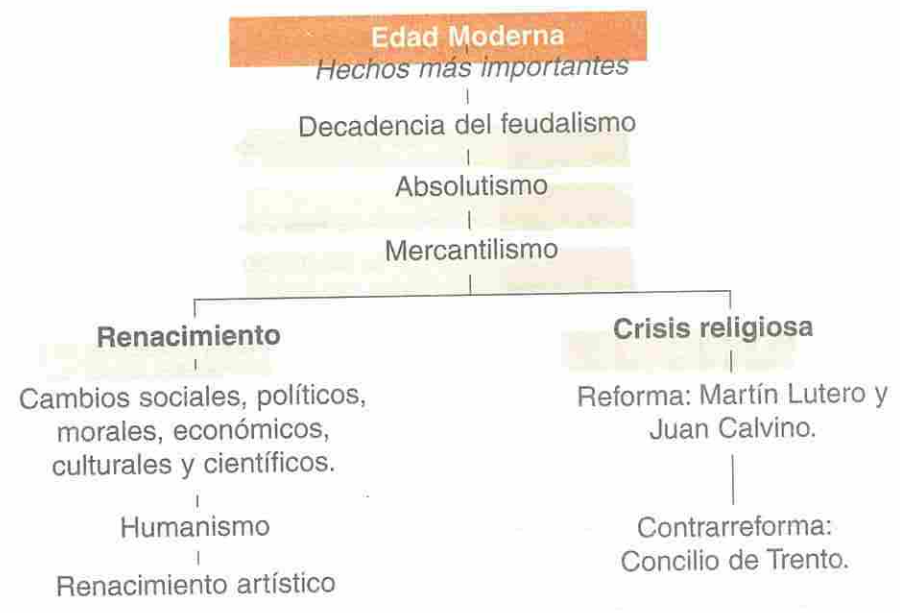 Edad Moderna
Hechos más importantes
Decadencia del feudalismo
Absolutismo
Mercantilismo
Renacimiento
Cambios sociales, políticos,
morales, económicos,
culturales y científicos.
Humanismo
Renacimiento artístico
Crisis religiosa
Reforma: Martín Lutero y
Juan Calvino.
Contrarreforma:
Concilio de Trento.